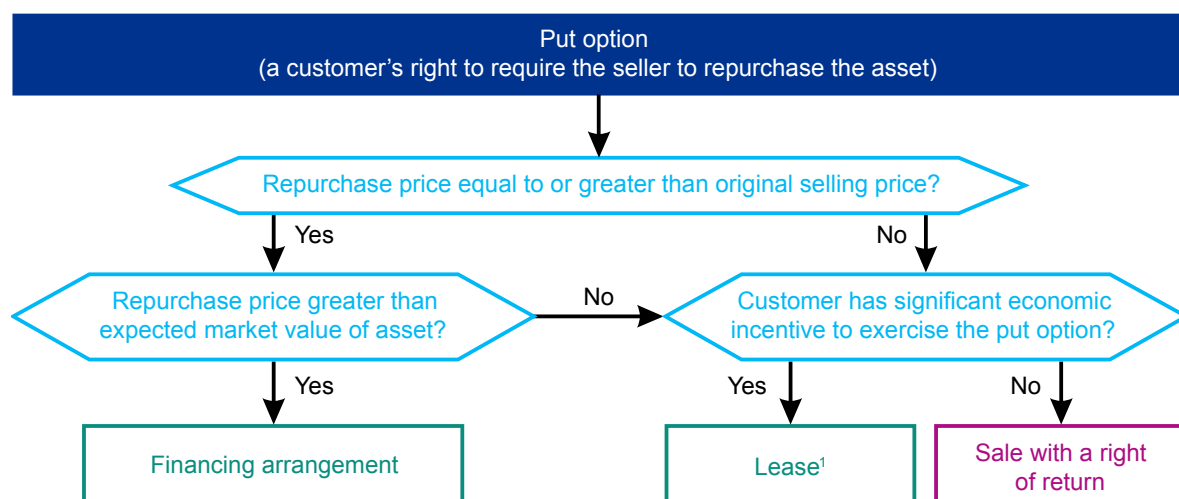 Put option
(a customer’s right to require the seller to repurchase the asset)
Repurchase price equal to or greater than original selling price?
Yes
No
Repurchase price greater than
expected market value of asset?
No
Customer has significant economic
incentive to exercise the put option?
Yes
Yes
No
Financing arrangement
Lease¹
Sale with a right
of return